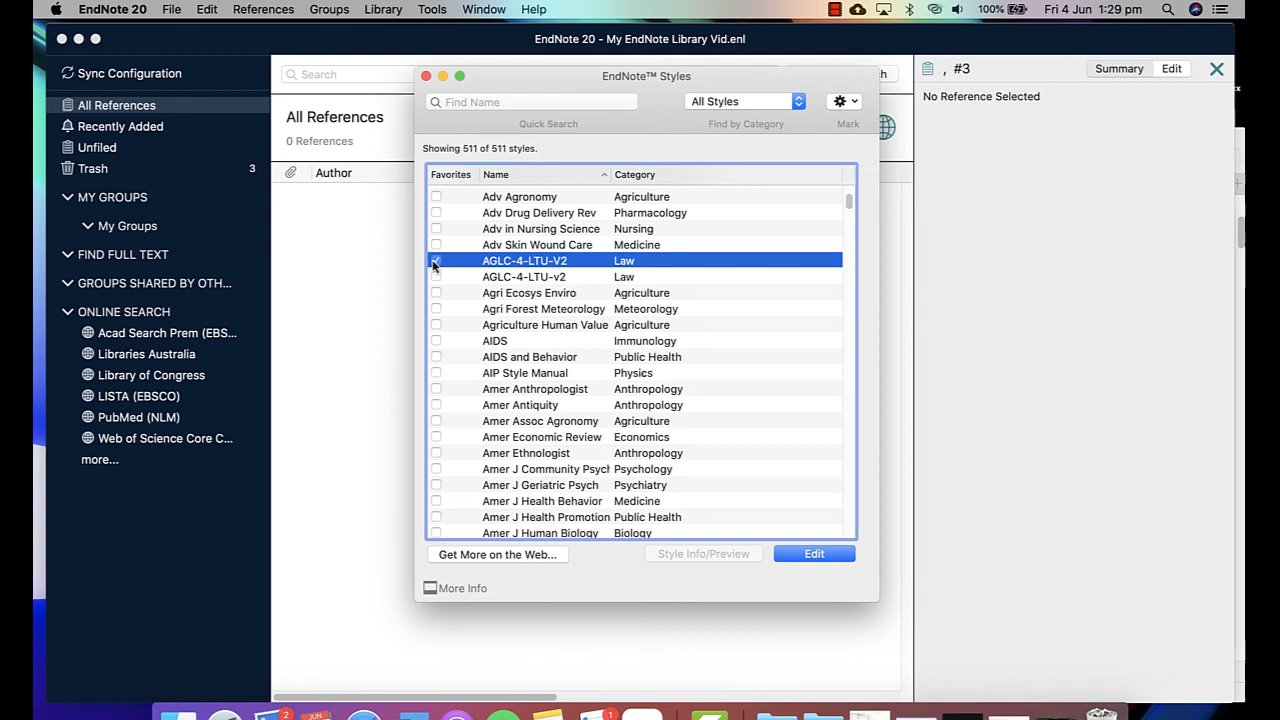 EndNote 20 File Edit References Groups Library Tools Window Help 100% Fri 4 Jun 1:29 pm
EndNote 20 - My EndNote Library Vid.enl
Sync Configuration
All References
Recently Added
Unfiled
Trash 3
MY GROUPS
My Groups
FIND FULL TEXT
GROUPS SHARED BY OTH...
ONLINE SEARCH
Acad Search Prem (EBS...
Libraries Australia
Library of Congress
LISTA (EBSCO)
PubMed (NLM)
Web of Science Core C...
more...
Search
All References
0 References
Author
EndNote™ Styles
Find Name
All Styles
Quick Search Find by Category Mark
Showing 511 of 511 styles.
Favorites Name Category
Adv Agronomy Agriculture
Adv Drug Delivery Rev Pharmacology
Adv in Nursing Science Nursing
Adv Skin Wound Care Medicine
AGLC-4-LTU-V2 Law
AGLC-4-LTU-v2 Law
Agri Ecosys Enviro Agriculture
Agri Forest Meteorology Meteorology
Agriculture Human Value Agriculture
AIDS Immunology
AIDS and Behavior Public Health
AIP Style Manual Physics
Amer Anthropologist Anthropology
Amer Antiquity Anthropology
Amer Assoc Agronomy Agriculture
Amer Economic Review Economics
Amer Ethnologist Anthropology
Amer J Community Psych Psychology
Amer J Geriatric Psych Psychiatry
Amer J Health Behavior Medicine
Amer J Health Promotion Public Health
Amer J Human Biology Biology
Get More on the Web... Style Info/Preview Edit
More Info
, #3 Summary Edit
No Reference Selected
2 JUN 1